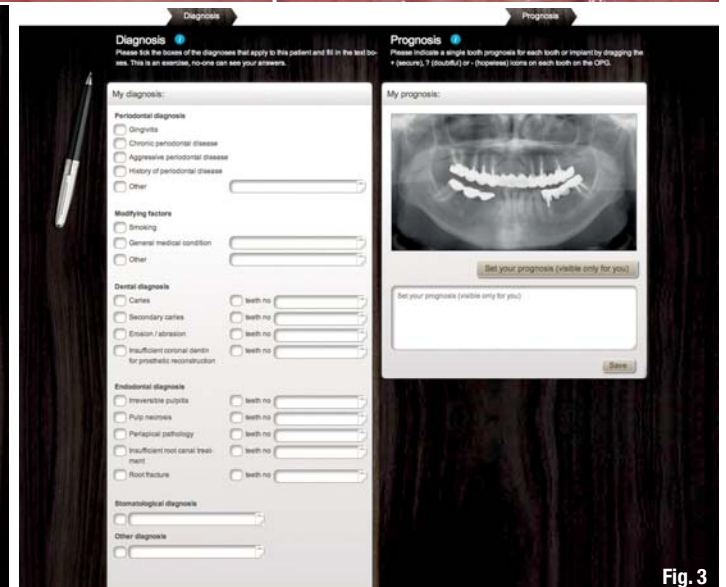 Diagnosis
Prognosis
Diagnosis i
Please tick the boxes of the diagnoses that apply to this patient and fill in the text bo-
xes. This is an exercise, no-one can see your answers.
My diagnosis:
Periodontal diagnosis
Gingivitis
Chronic periodontal disease
Aggressive periodontal disease
History of periodontal disease
Other
Modifying factors
Smoking
General medical condition
Other
Dental diagnosis
Caries teeth no
Secondary caries teeth no
Erosion / abrasion teeth no
Insufficient coronal dentin teeth no
for prosthetic reconstruction
Endodontal diagnosis
Irreversible pulpitis teeth no
Pulp necrosis teeth no
Periapical pathology teeth no
Insufficient root canal treat- teeth no
ment
Root fracture teeth no
Stomatological diagnosis
Other diagnosis
Prognosis i
Please indicate a single tooth prognosis for each tooth or implant by dragging the
+ (secure), ? (doubtful) or - (hopeless) icons on each tooth on the OPG.
My prognosis:
Set your prognosis (visible only for you)
Set your prognosis (visible only for you)
Save
Fig. 3